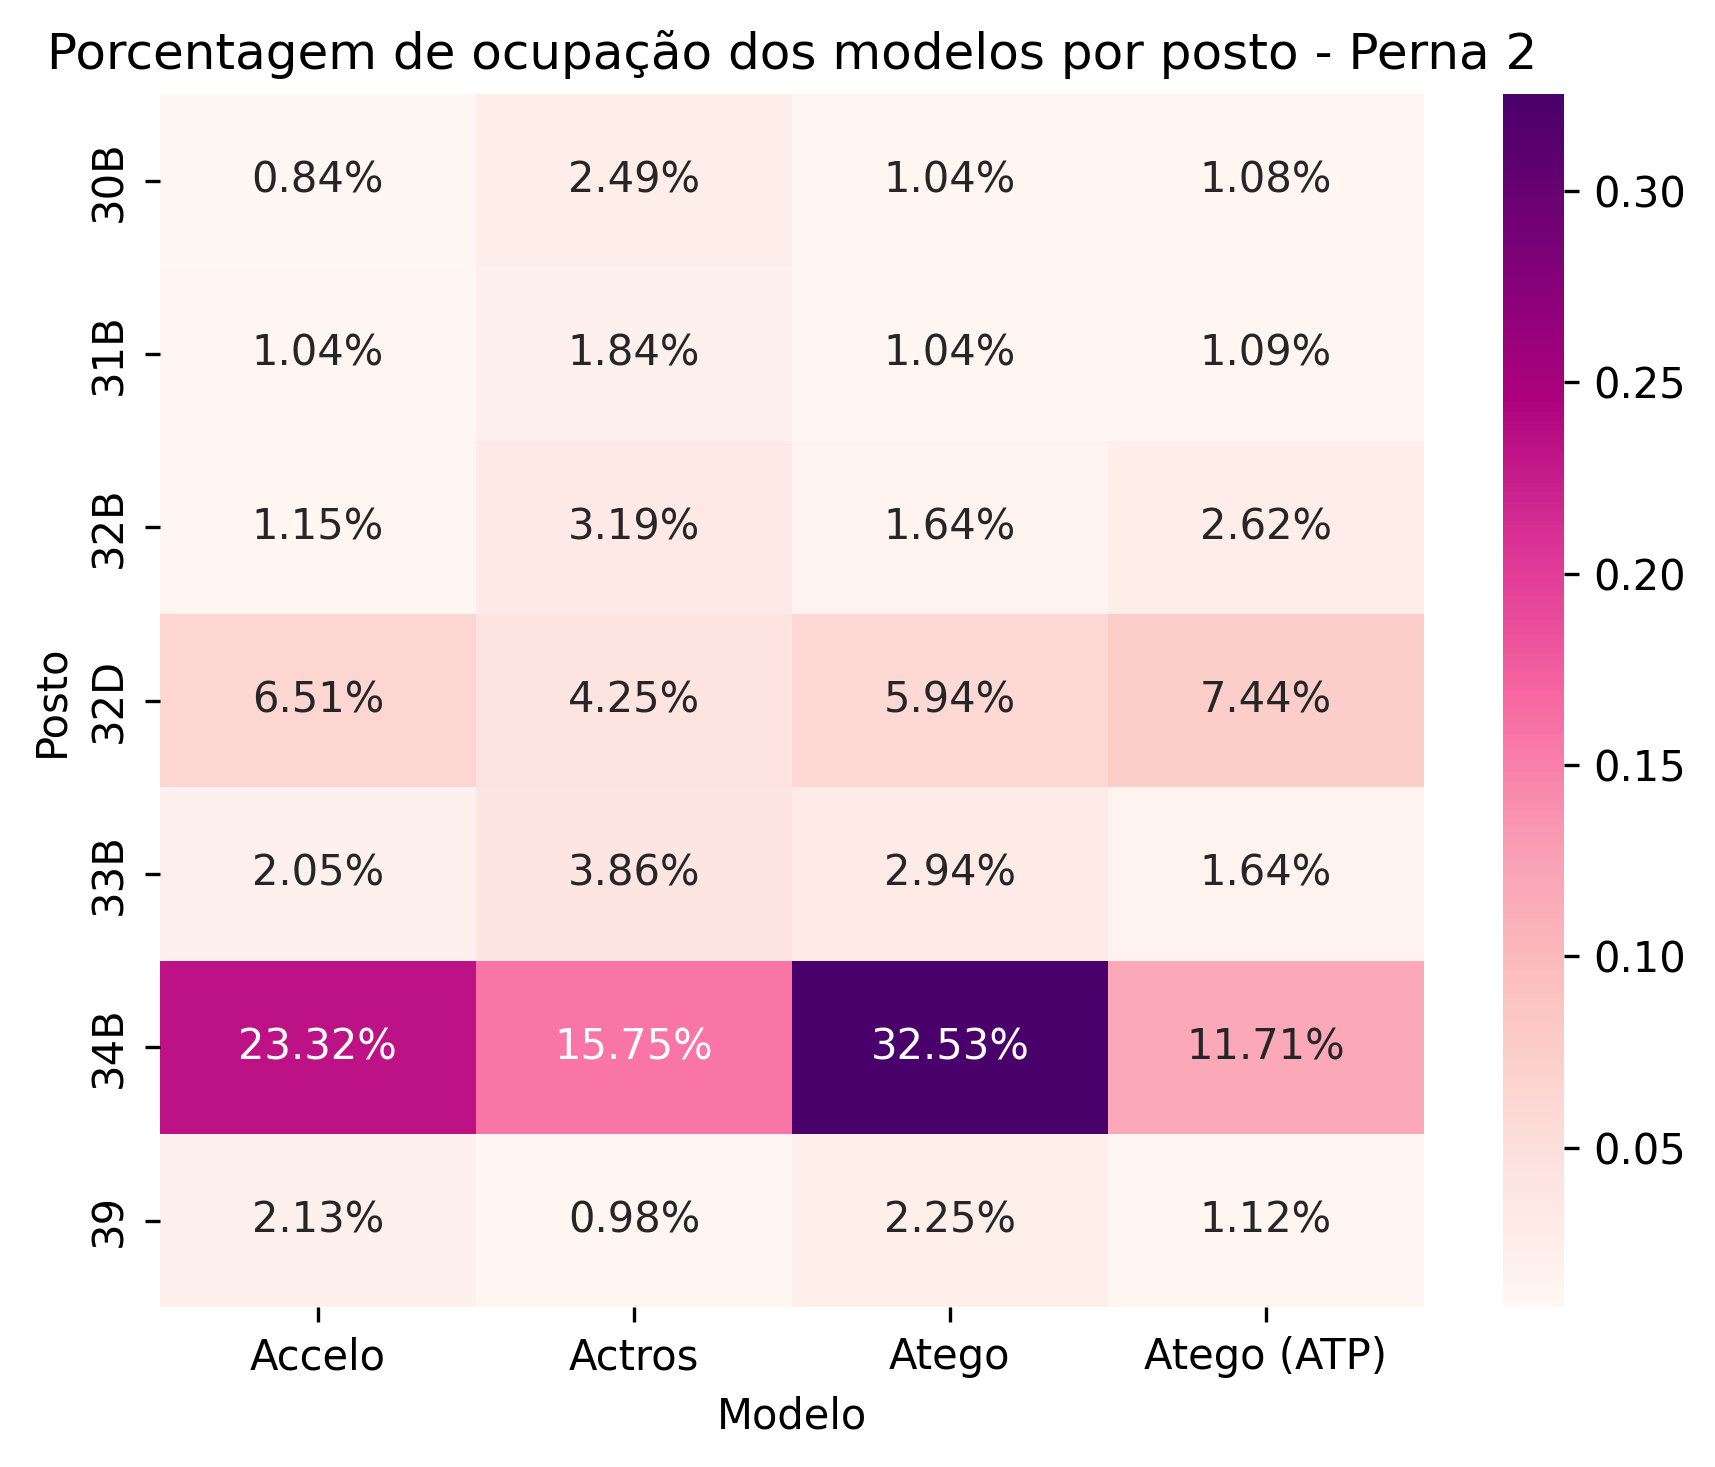 Porcentagem de ocupação dos modelos por posto - Perna 2
30B 0.84% 2.49% 1.04% 1.08%
31B 1.04% 1.84% 1.04% 1.09%
32B 1.15% 3.19% 1.64% 2.62%
32D 6.51% 4.25% 5.94% 7.44%
33B 2.05% 3.86% 2.94% 1.64%
34B 23.32% 15.75% 32.53% 11.71%
39 2.13% 0.98% 2.25% 1.12%
Posto
Accelo Actros Atego Atego (ATP)
Modelo
0.30
0.25
0.20
0.15
0.10
0.05